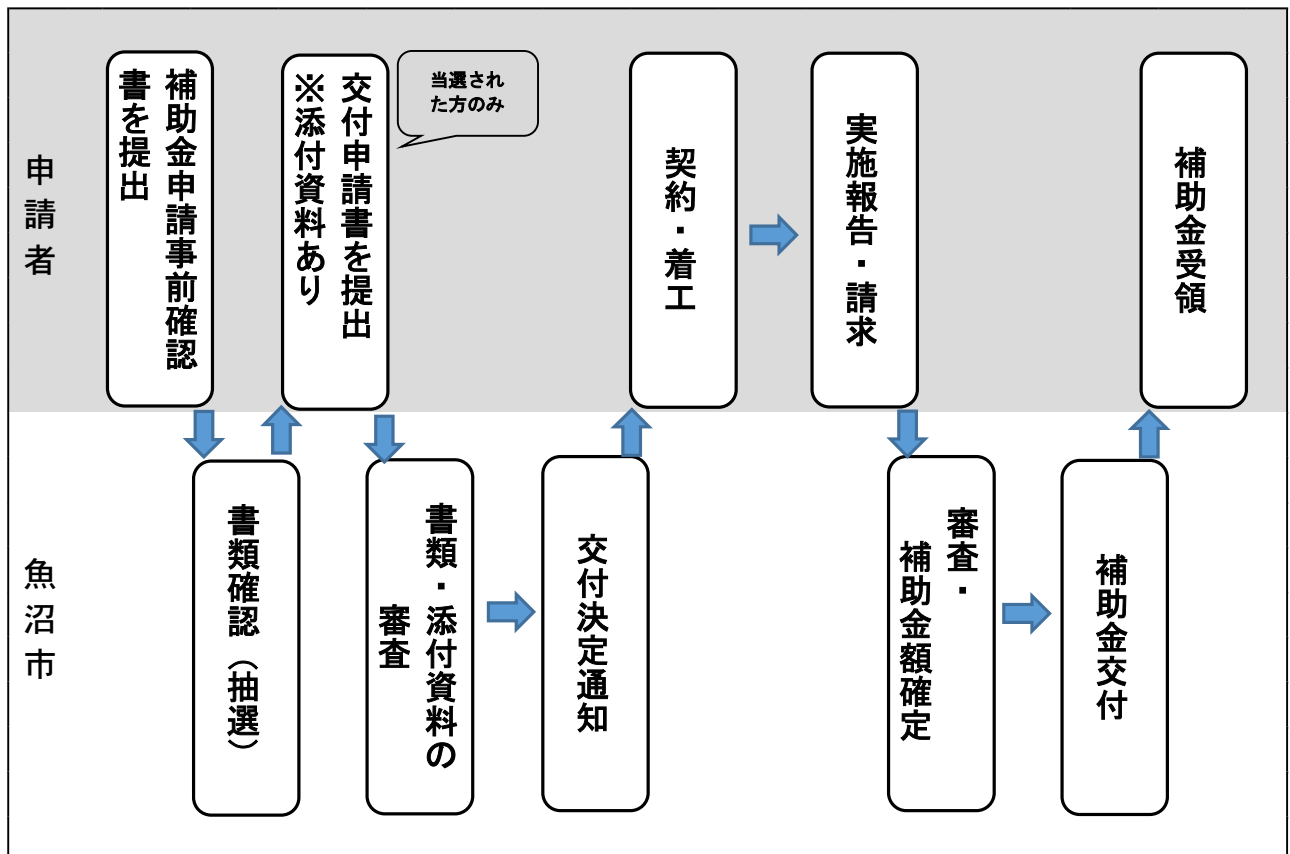 申請者
補助金申請事前確認
書を提出
交付申請書を提出
※添付資料あり
当選され
た方のみ
契約・着工
実施報告・請求
補助金受領
魚沼市
書類確認（抽選）
書類・添付資料の
審査
交付決定通知
審査・
補助金額確定
補助金交付